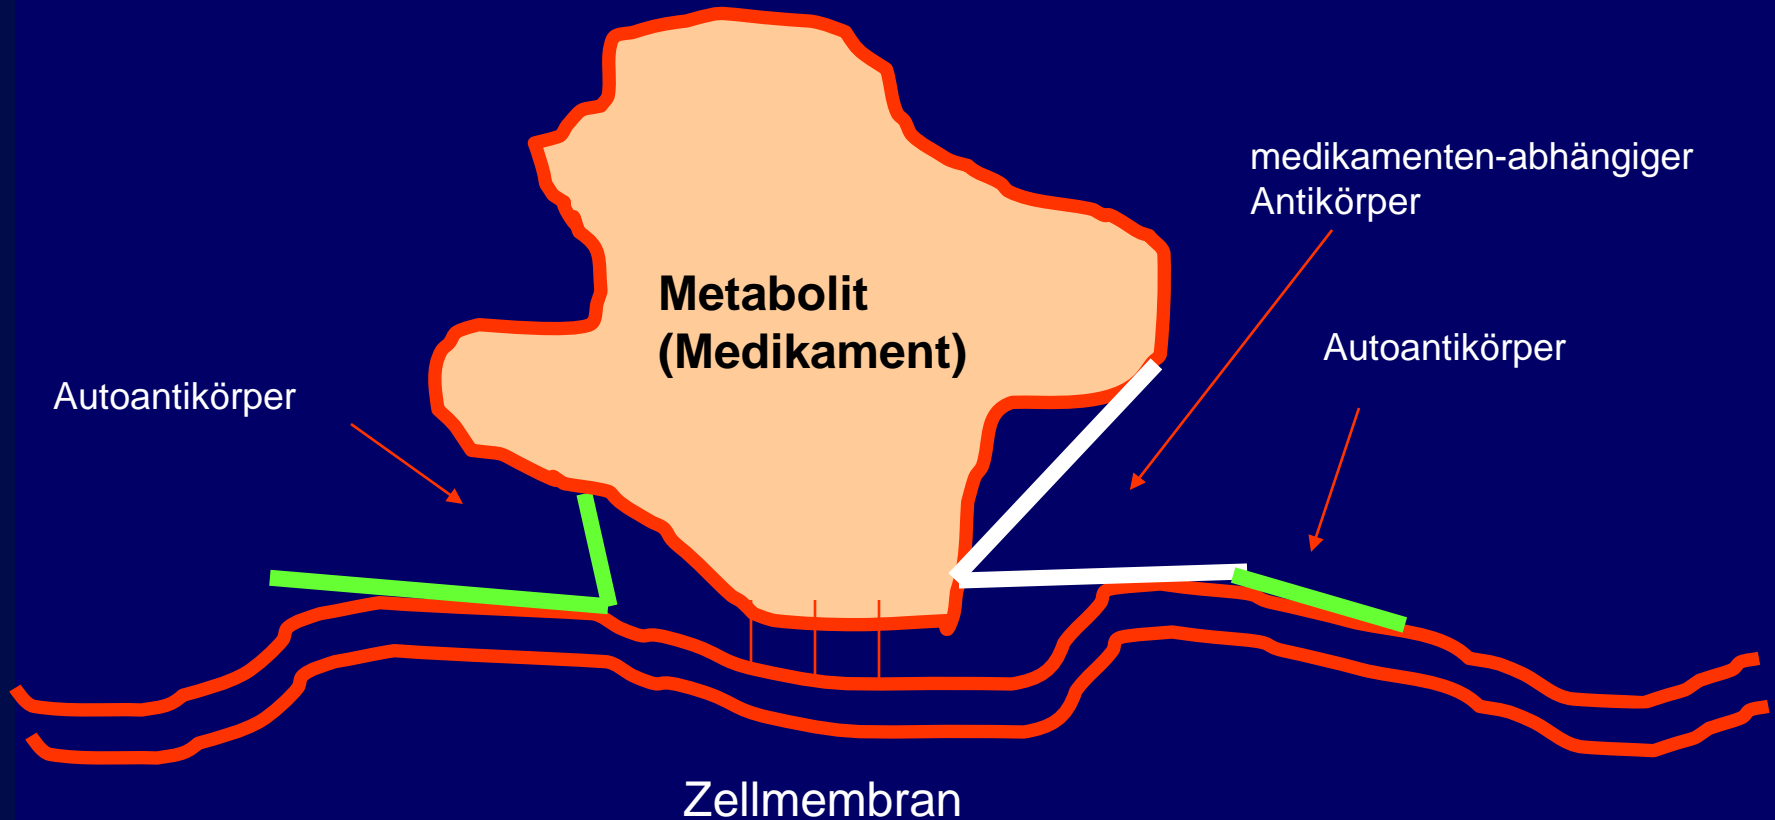 medikamenten-abhängiger
Antikörper
Metabolit
(Medikament)
Autoantikörper
Autoantikörper
Zellmembran